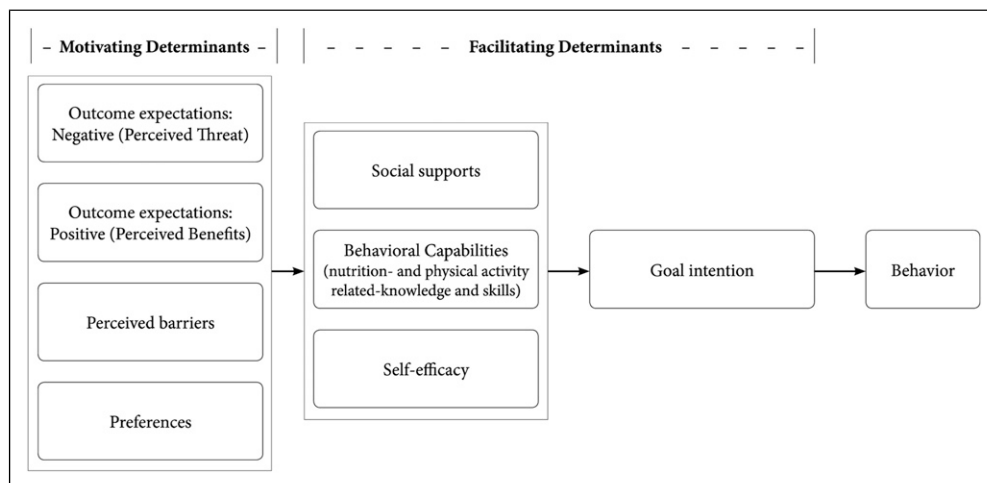 Motivating Determinants
Facilitating Determinants
Outcome expectations:
Negative (Perceived Threat)
Outcome expectations:
Positive (Perceived Benefits)
Perceived barriers
Preferences
Social supports
Behavioral Capabilities
(nutrition- and physical activity
related-knowledge and skills)
Self-efficacy
Goal intention
Behavior